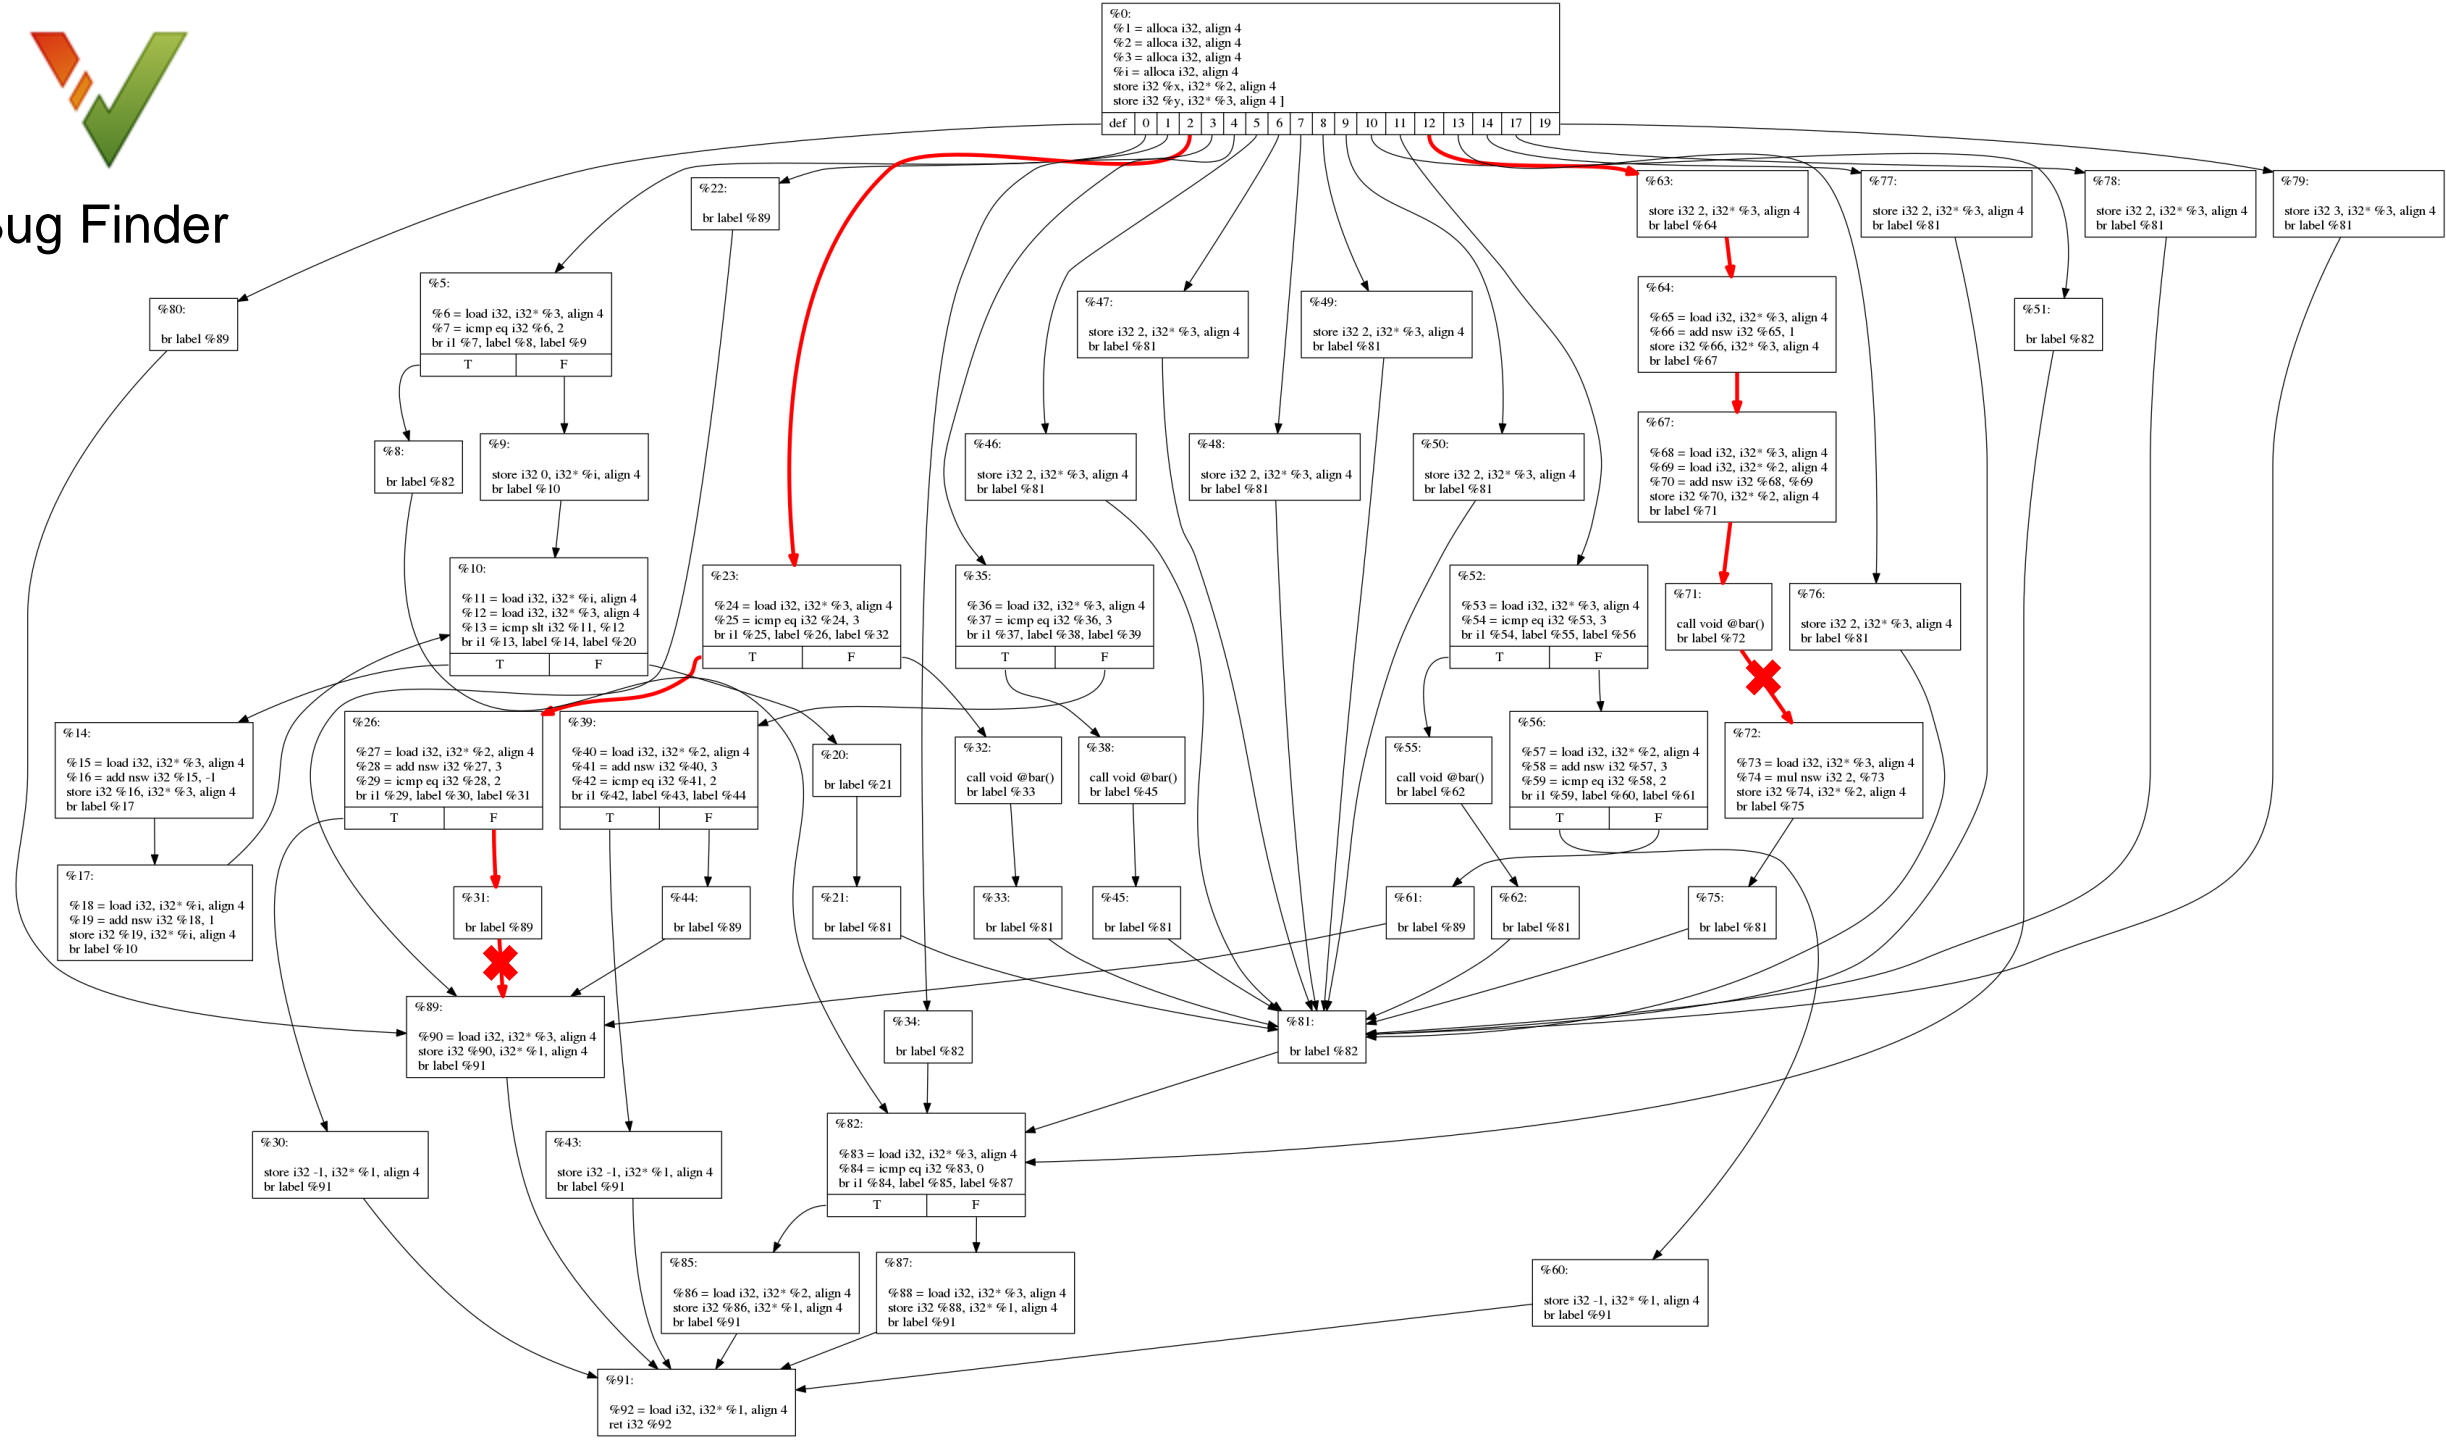 %0:
%1 = alloca i32, align 4
%2 = alloca i32, align 4
%3 = alloca i32, align 4
%i = alloca i32, align 4
store i32 %x, i32* %2, align 4
store i32 %y, i32* %3, align 4 ]
def 0 1 2 3 4 5 6 7 8 9 10 11 12 13 14 17 19
Bug Finder
%22:
br label %89
%63:
store i32 2, i32* %3, align 4
br label %64
%77:
store i32 2, i32* %3, align 4
br label %81
%78:
store i32 2, i32* %3, align 4
br label %81
%79:
store i32 3, i32* %3, align 4
br label %81
%80:
br label %89
%5:
%6 = load i32, i32* %3, align 4
%7 = icmp eq i32 %6, 2
br i1 %7, label %8, label %9
T F
%47:
store i32 2, i32* %3, align 4
br label %81
%49:
store i32 2, i32* %3, align 4
br label %81
%64:
%65 = load i32, i32* %3, align 4
%66 = add nsw i32 %65, 1
store i32 %66, i32* %3, align 4
br label %67
%51:
br label %82
%8:
br label %82
%9:
store i32 0, i32* %i, align 4
br label %10
%46:
store i32 2, i32* %3, align 4
br label %81
%48:
store i32 2, i32* %3, align 4
br label %81
%50:
store i32 2, i32* %3, align 4
br label %81
%67:
%68 = load i32, i32* %3, align 4
%69 = load i32, i32* %2, align 4
%70 = add nsw i32 %68, %69
store i32 %70, i32* %2, align 4
br label %71
%10:
%11 = load i32, i32* %i, align 4
%12 = load i32, i32* %3, align 4
%13 = icmp slt i32 %11, %12
br i1 %13, label %14, label %20
T F
%23:
%24 = load i32, i32* %3, align 4
%25 = icmp eq i32 %24, 3
br i1 %25, label %26, label %32
T F
%35:
%36 = load i32, i32* %3, align 4
%37 = icmp eq i32 %36, 3
br i1 %37, label %38, label %39
T F
%52:
%53 = load i32, i32* %3, align 4
%54 = icmp eq i32 %53, 3
br i1 %54, label %55, label %56
T F
%71:
call void @bar()
br label %72
%76:
store i32 2, i32* %3, align 4
br label %81
%14:
%15 = load i32, i32* %3, align 4
%16 = add nsw i32 %15, -1
store i32 %16, i32* %3, align 4
br label %17
%26:
%27 = load i32, i32* %2, align 4
%28 = add nsw i32 %27, 3
%29 = icmp eq i32 %28, 2
br i1 %29, label %30, label %31
T F
%39:
%40 = load i32, i32* %2, align 4
%41 = add nsw i32 %40, 3
%42 = icmp eq i32 %41, 2
br i1 %42, label %43, label %44
T F
%20:
br label %21
%32:
call void @bar()
br label %33
%38:
call void @bar()
br label %45
%55:
call void @bar()
br label %62
%56:
%57 = load i32, i32* %2, align 4
%58 = add nsw i32 %57, 3
%59 = icmp eq i32 %58, 2
br i1 %59, label %60, label %61
T F
%72:
%73 = load i32, i32* %3, align 4
%74 = mul nsw i32 2, %73
store i32 %74, i32* %2, align 4
br label %75
%17:
%18 = load i32, i32* %i, align 4
%19 = add nsw i32 %18, 1
store i32 %19, i32* %i, align 4
br label %10
%31:
br label %89
%44:
br label %89
%21:
br label %81
%33:
br label %81
%45:
br label %81
%61:
br label %89
%62:
br label %81
%75:
br label %81
%89:
%90 = load i32, i32* %3, align 4
store i32 %90, i32* %1, align 4
br label %91
%34:
br label %82
%81:
br label %82
%30:
store i32 -1, i32* %1, align 4
br label %91
%43:
store i32 -1, i32* %1, align 4
br label %91
%82:
%83 = load i32, i32* %3, align 4
%84 = icmp eq i32 %83, 0
br i1 %84, label %85, label %87
T F
%85:
%86 = load i32, i32* %2, align 4
store i32 %86, i32* %1, align 4
br label %91
%87:
%88 = load i32, i32* %3, align 4
store i32 %88, i32* %1, align 4
br label %91
%60:
store i32 -1, i32* %1, align 4
br label %91
%91:
%92 = load i32, i32* %1, align 4
ret i32 %92